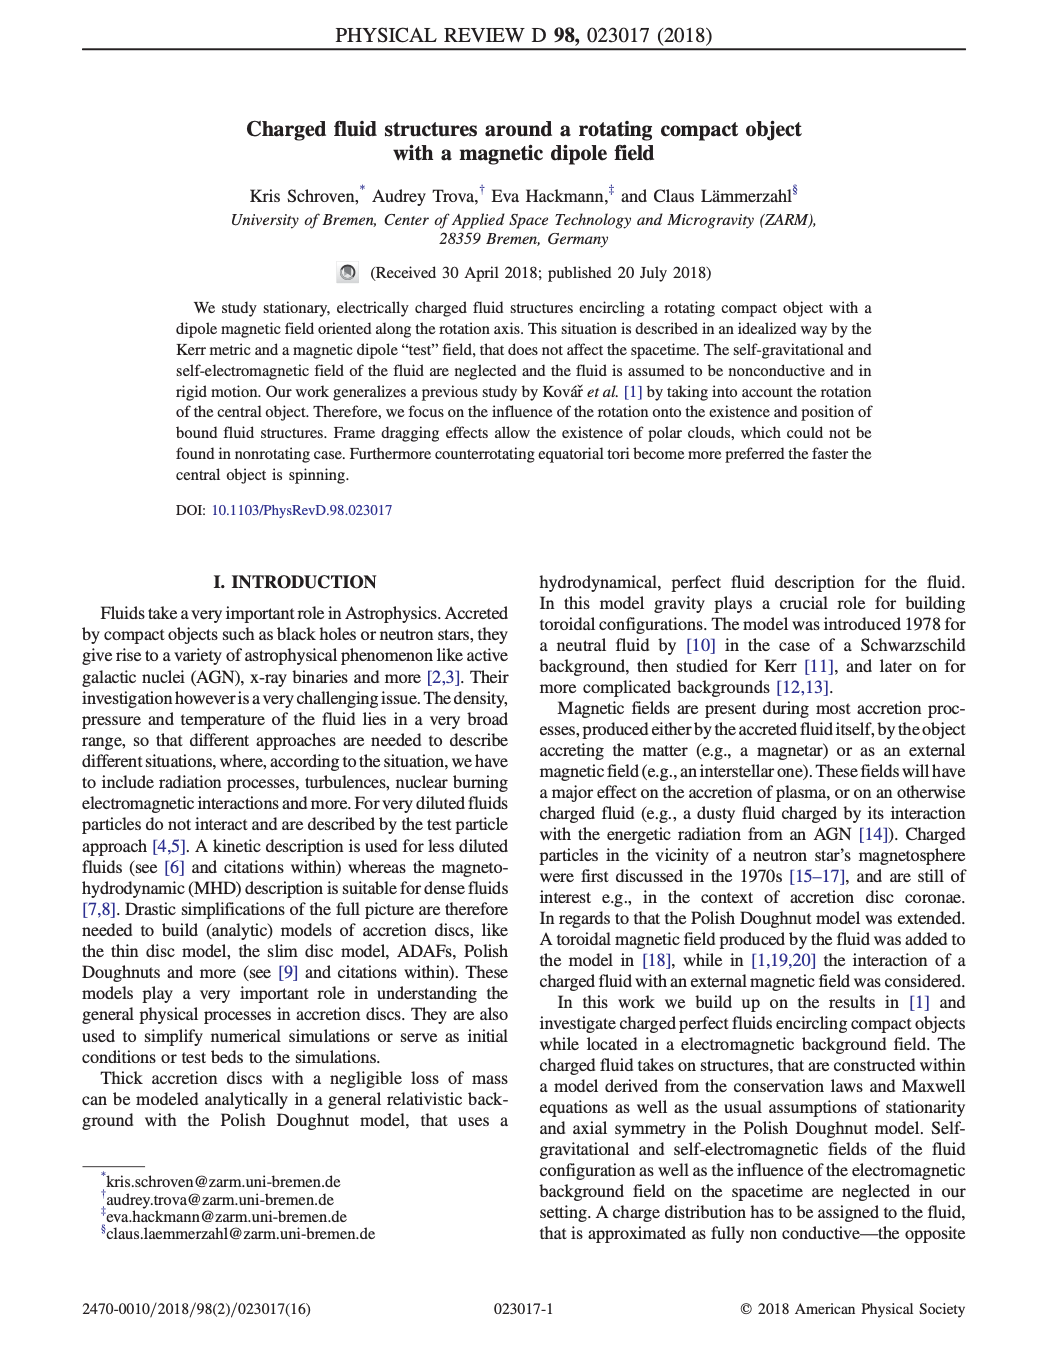 PHYSICAL REVIEW D 98, 023017 (2018)
Charged fluid structures around a rotating compact object
with a magnetic dipole field
Kris Schroven,* Audrey Trova,† Eva Hackmann,‡ and Claus Lämmerzahl§
University of Bremen, Center of Applied Space Technology and Microgravity (ZARM),
28359 Bremen, Germany
(Received 30 April 2018; published 20 July 2018)
We study stationary, electrically charged fluid structures encircling a rotating compact object with a
dipole magnetic field oriented along the rotation axis. This situation is described in an idealized way by the
Kerr metric and a magnetic dipole “test” field, that does not affect the spacetime. The self-gravitational and
self-electromagnetic field of the fluid are neglected and the fluid is assumed to be nonconductive and in
rigid motion. Our work generalizes a previous study by Kovář et al. [1] by taking into account the rotation
of the central object. Therefore, we focus on the influence of the rotation onto the existence and position of
bound fluid structures. Frame dragging effects allow the existence of polar clouds, which could not be
found in nonrotating case. Furthermore counterrotating equatorial tori become more preferred the faster the
central object is spinning.
DOI: 10.1103/PhysRevD.98.023017
I. INTRODUCTION
Fluids take a very important role in Astrophysics. Accreted
by compact objects such as black holes or neutron stars, they
give rise to a variety of astrophysical phenomenon like active
galactic nuclei (AGN), x-ray binaries and more [2,3]. Their
investigation however is a very challenging issue. The density,
pressure and temperature of the fluid lies in a very broad
range, so that different approaches are needed to describe
different situations, where, according to the situation, we have
to include radiation processes, turbulences, nuclear burning
electromagnetic interactions and more. For very diluted fluids
particles do not interact and are described by the test particle
approach [4,5]. A kinetic description is used for less diluted
fluids (see [6] and citations within) whereas the magneto-
hydrodynamic (MHD) description is suitable for dense fluids
[7,8]. Drastic simplifications of the full picture are therefore
needed to build (analytic) models of accretion discs, like
the thin disc model, the slim disc model, ADAFs, Polish
Doughnuts and more (see [9] and citations within). These
models play a very important role in understanding the
general physical processes in accretion discs. They are also
used to simplify numerical simulations or serve as initial
conditions or test beds to the simulations.
Thick accretion discs with a negligible loss of mass
can be modeled analytically in a general relativistic back-
ground with the Polish Doughnut model, that uses a
*kris.schroven@zarm.uni-bremen.de
†audrey.trova@zarm.uni-bremen.de
‡eva.hackmann@zarm.uni-bremen.de
§claus.laemmerzahl@zarm.uni-bremen.de
hydrodynamical, perfect fluid description for the fluid.
In this model gravity plays a crucial role for building
toroidal configurations. The model was introduced 1978 for
a neutral fluid by [10] in the case of a Schwarzschild
background, then studied for Kerr [11], and later on for
more complicated backgrounds [12,13].
Magnetic fields are present during most accretion proc-
esses, produced either by the accreted fluid itself, by the object
accreting the matter (e.g., a magnetar) or as an external
magnetic field (e.g., an interstellar one). These fields will have
a major effect on the accretion of plasma, or on an otherwise
charged fluid (e.g., a dusty fluid charged by its interaction
with the energetic radiation from an AGN [14]). Charged
particles in the vicinity of a neutron star’s magnetosphere
were first discussed in the 1970s [15–17], and are still of
interest e.g., in the context of accretion disc coronae.
In regards to that the Polish Doughnut model was extended.
A toroidal magnetic field produced by the fluid was added to
the model in [18], while in [1,19,20] the interaction of a
charged fluid with an external magnetic field was considered.
In this work we build up on the results in [1] and
investigate charged perfect fluids encircling compact objects
while located in a electromagnetic background field. The
charged fluid takes on structures, that are constructed within
a model derived from the conservation laws and Maxwell
equations as well as the usual assumptions of stationarity
and axial symmetry in the Polish Doughnut model. Self-
gravitational and self-electromagnetic fields of the fluid
configuration as well as the influence of the electromagnetic
background field on the spacetime are neglected in our
setting. A charge distribution has to be assigned to the fluid,
that is approximated as fully non conductive—the opposite
2470-0010/2018/98(2)/023017(16)
023017-1
© 2018 American Physical Society